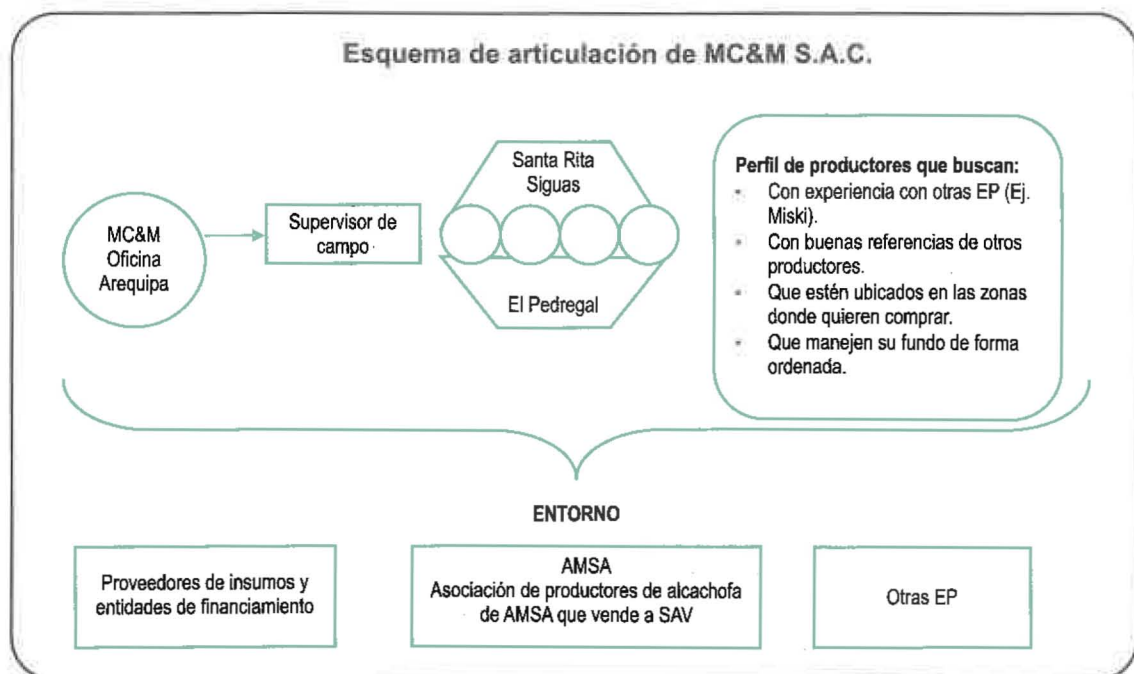 Esquema de articulación de MC&M S.A.C.
MC&M
Oficina
Arequipa
Supervisor de
campo
Santa Rita
Siguas
El Pedregal
Perfil de productores que buscan:
Con experiencia con otras EP (Ej.
Miski).
Con buenas referencias de otros
productores.
Que estén ubicados en las zonas
donde quieren comprar.
Que manejen su fundo de forma
ordenada.
ENTORNO
Proveedores de insumos y
entidades de financiamiento
AMSA
Asociación de productores de alcachofa
de AMSA que vende a SAV
Otras EP